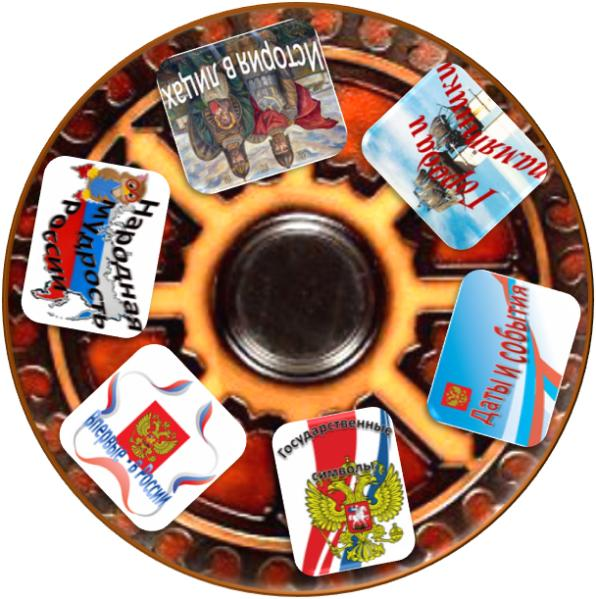 История в лицах
Города и
памятники
Даты и события
Государственные
символы
Впервые - в России
Народная
мудрость
России